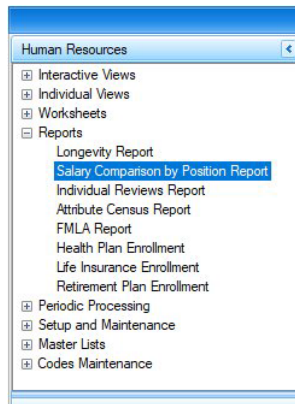 Human Resources
Interactive Views
Individual Views
Worksheets
Reports
Longevity Report
Salary Comparison by Position Report
Individual Reviews Report
Attribute Census Report
FMLA Report
Health Plan Enrollment
Life Insurance Enrollment
Retirement Plan Enrollment
Periodic Processing
Setup and Maintenance
Master Lists
Codes Maintenance